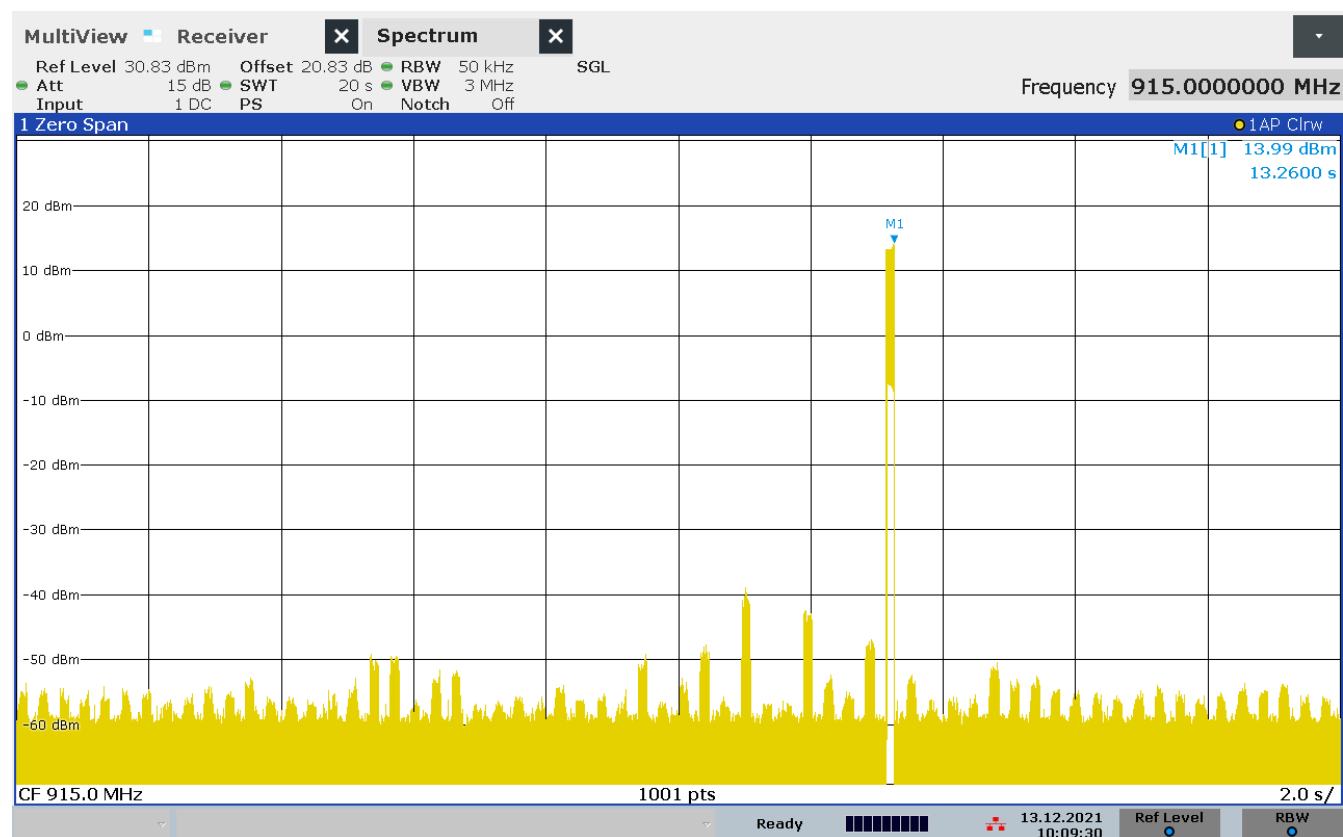 MultiView Receiver ✕ Spectrum ✕
Ref Level 30.83 dBm Offset 20.83 dB RBW 50 kHz SGL
Att 15 dB SWT 20 s VBW 3 MHz
Input 1 DC PS On Notch Off
Frequency 915.0000000 MHz
1 Zero Span 1AP Clrw
M1[1] 13.99 dBm
13.2600 s
20 dBm
M1
10 dBm
0 dBm
-10 dBm
-20 dBm
-30 dBm
-40 dBm
-50 dBm
-60 dBm
CF 915.0 MHz 1001 pts 2.0 s/
Ready 13.12.2021 Ref Level RBW
10:09:30